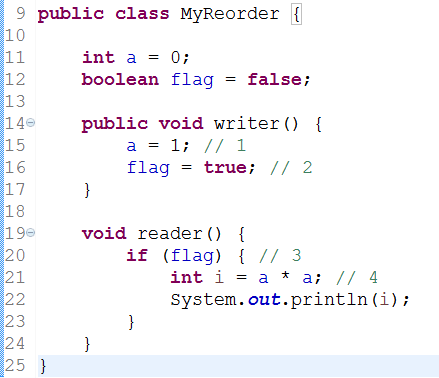 9 public class MyReorder {
10
11     int a = 0;
12     boolean flag = false;
13
14     public void writer() {
15         a = 1; // 1
16         flag = true; // 2
17     }
18
19     void reader() {
20         if (flag) { // 3
21             int i = a * a; // 4
22             System.out.println(i);
23         }
24     }
25 }